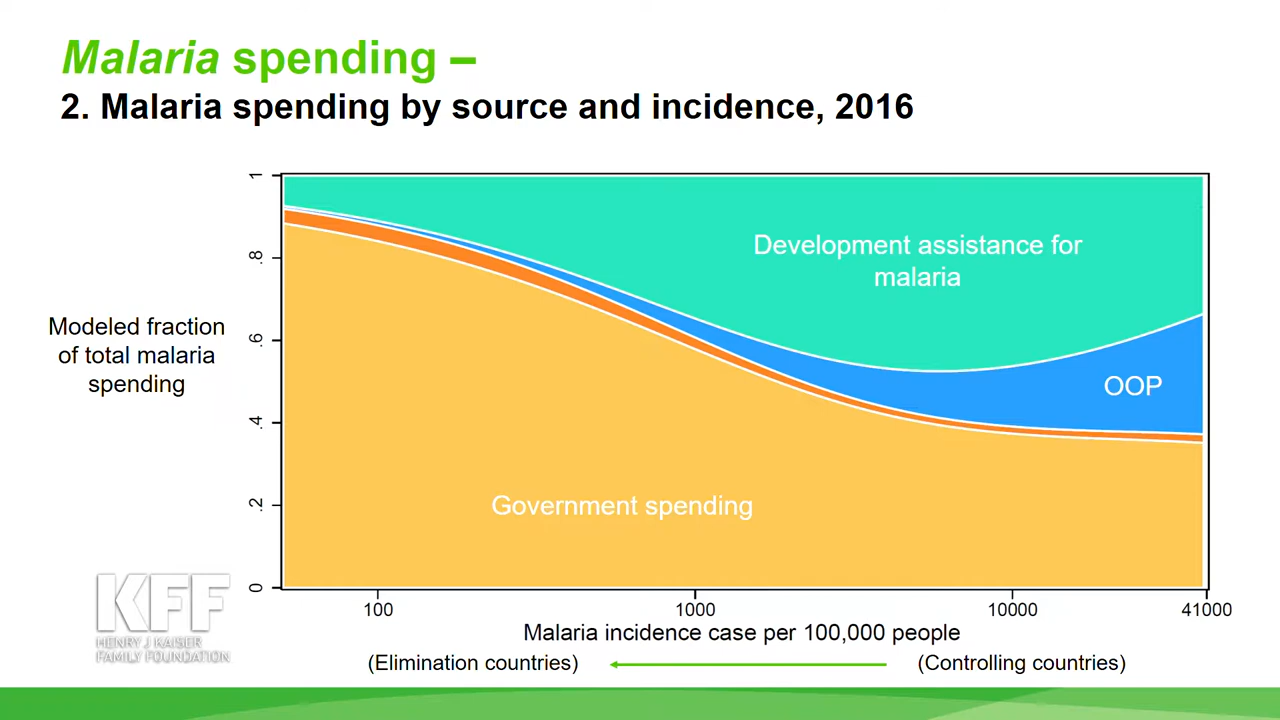 Malaria spending –
2. Malaria spending by source and incidence, 2016
Modeled fraction
of total malaria
spending
1
.8
.6
.4
.2
0
Development assistance for
malaria
OOP
Government spending
100
1000
10000
41000
Malaria incidence case per 100,000 people
(Elimination countries)
(Controlling countries)
KFF
HENRY J KAISER
FAMILY FOUNDATION